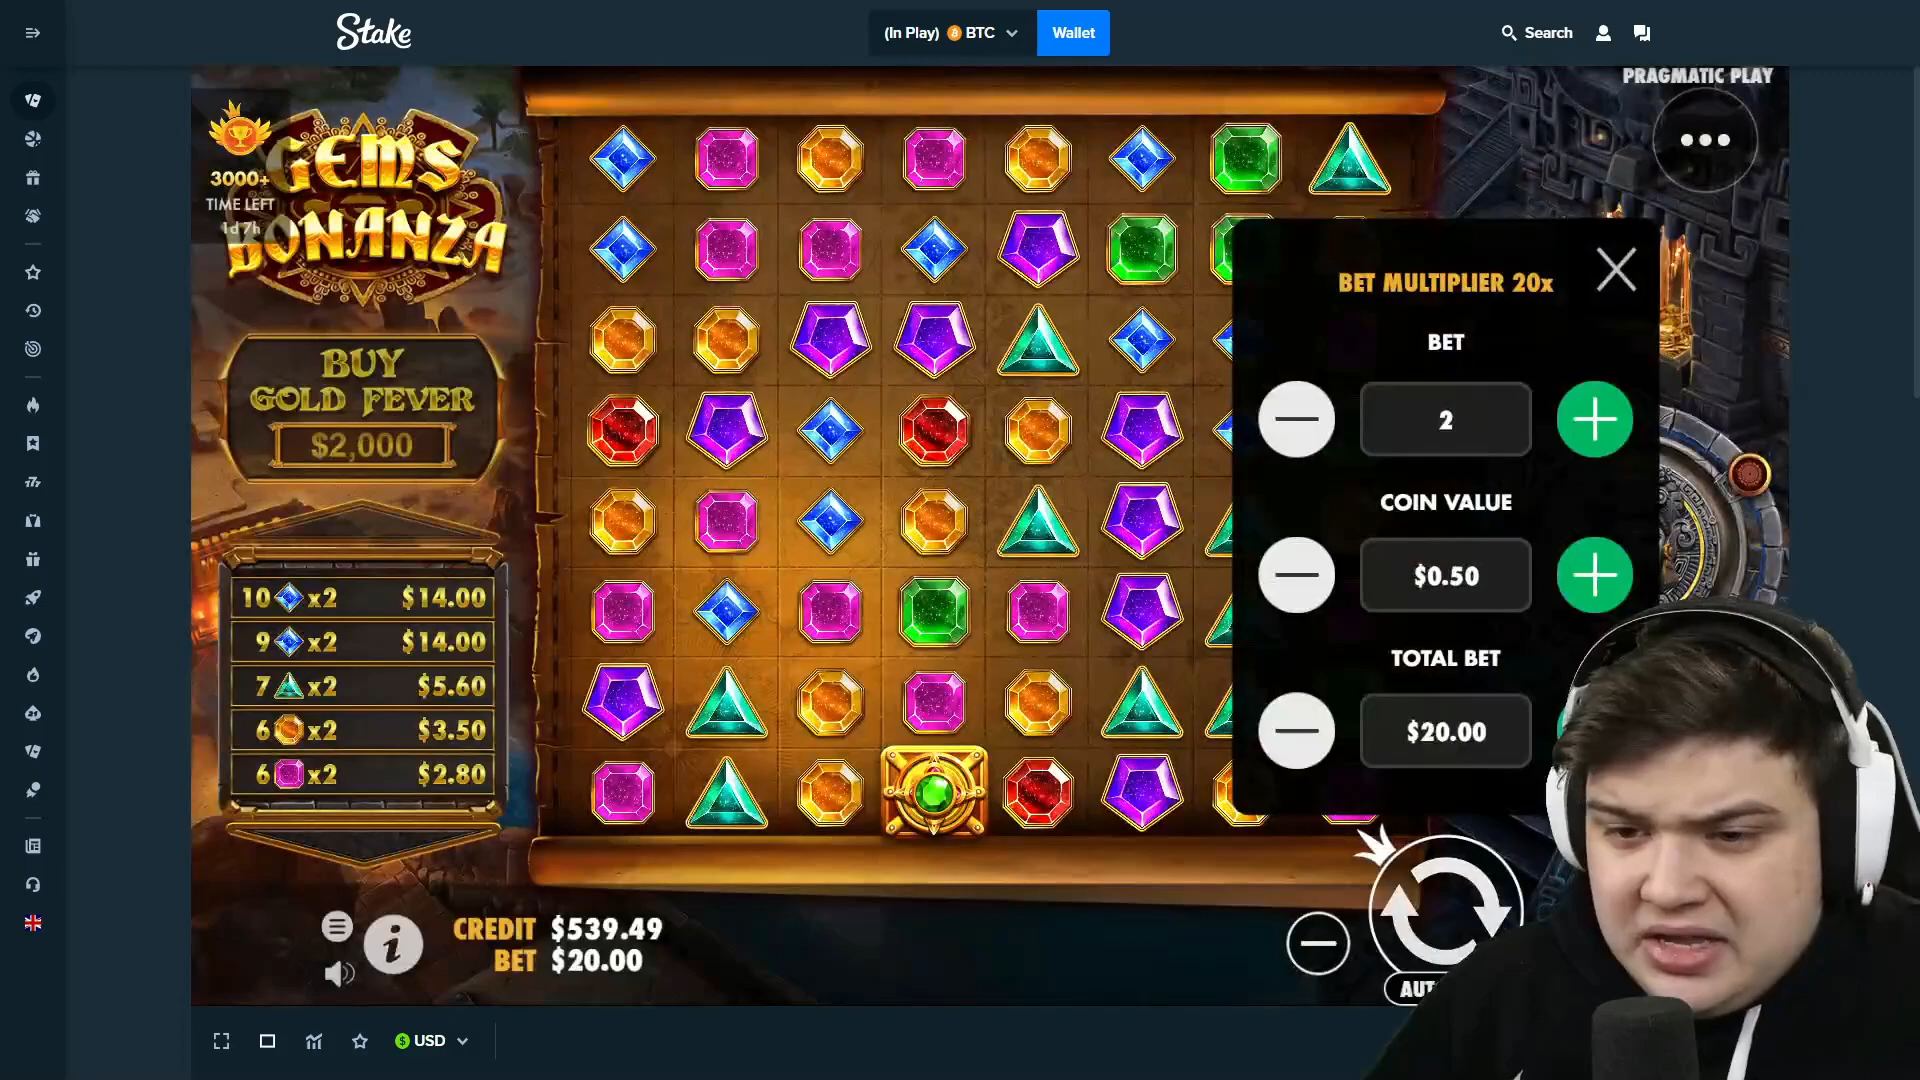 Stake
(In Play) BTC
Wallet
Search
PRAGMATIC PLAY
3000+
TIME LEFT
1d 7h
GEMS
BONANZA
BUY
GOLD FEVER
$2,000
10 x2 $14.00
9 x2 $14.00
7 x2 $5.60
6 x2 $3.50
6 x2 $2.80
BET MULTIPLIER 20x
BET
2
COIN VALUE
$0.50
TOTAL BET
$20.00
CREDIT $539.49
BET $20.00
USD